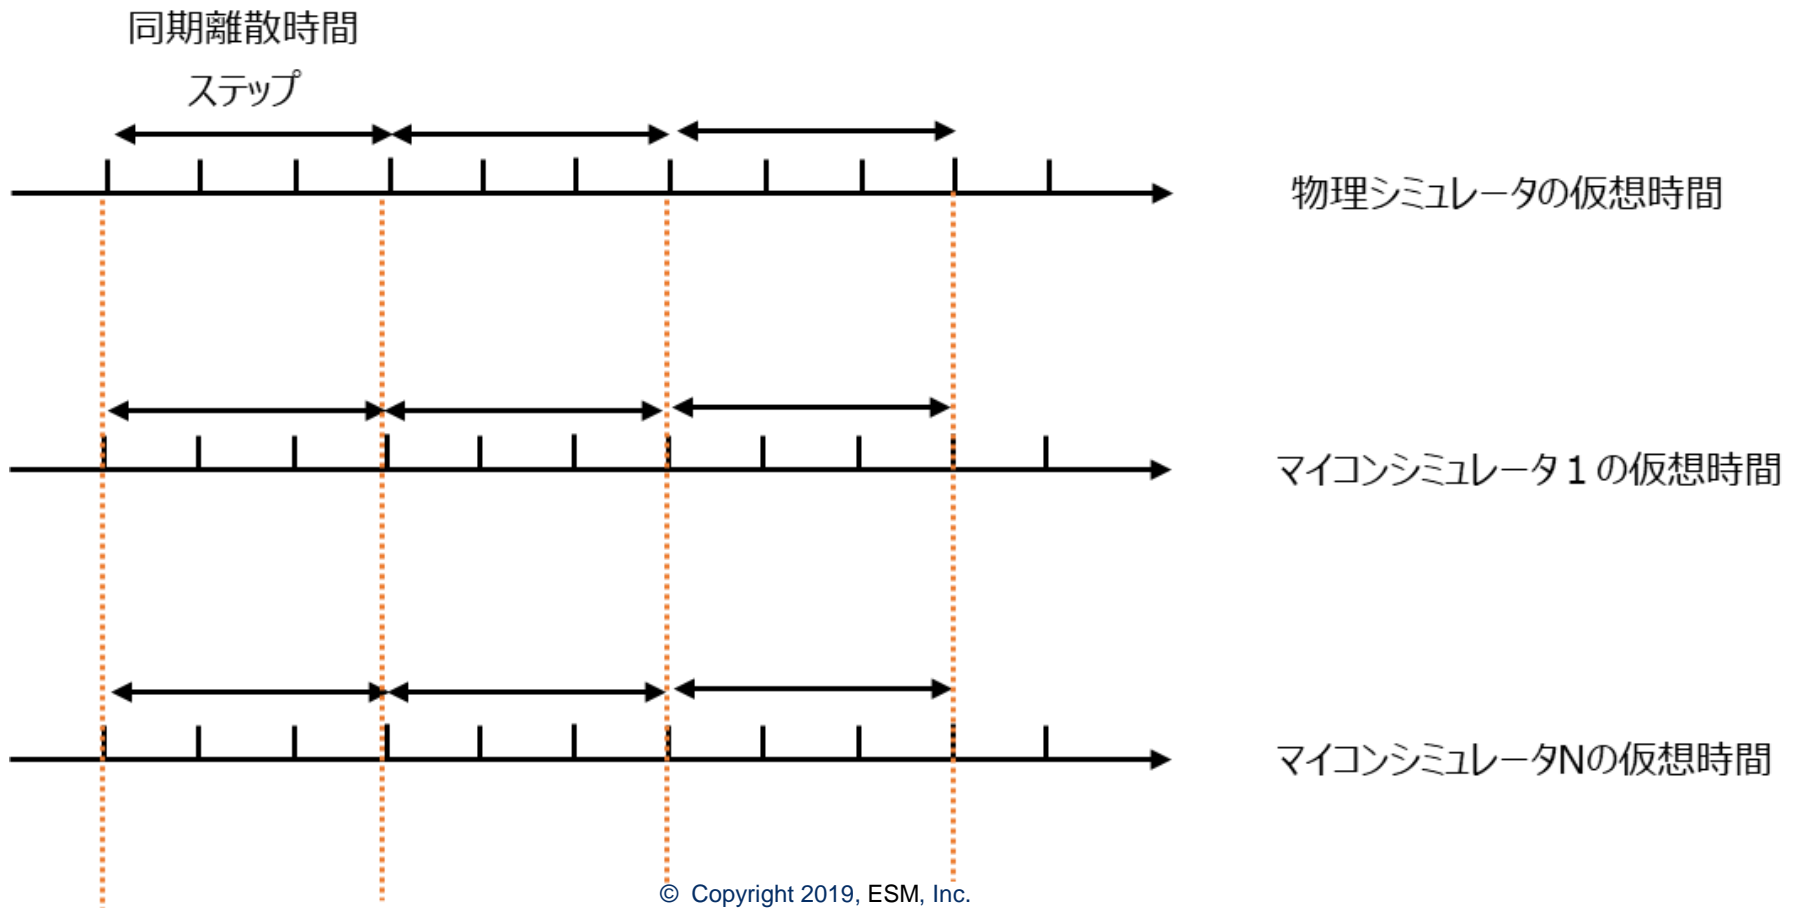 同期離散時間
ステップ
物理シミュレータの仮想時間
マイコンシミュレータ１の仮想時間
マイコンシミュレータNの仮想時間
© Copyright 2019, ESM, Inc.